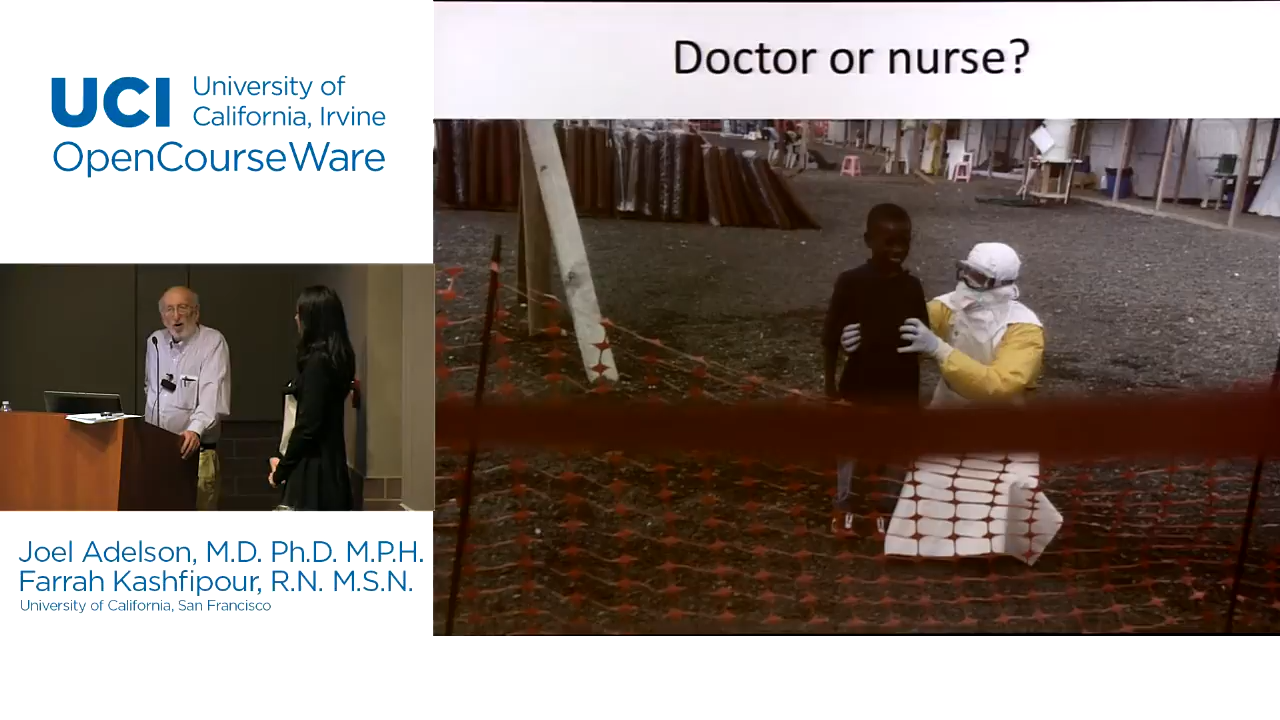 UCI University of
California, Irvine
OpenCourseWare
Doctor or nurse?
Joel Adelson, M.D. Ph.D. M.P.H.
Farrah Kashfipour, R.N. M.S.N.
University of California, San Francisco